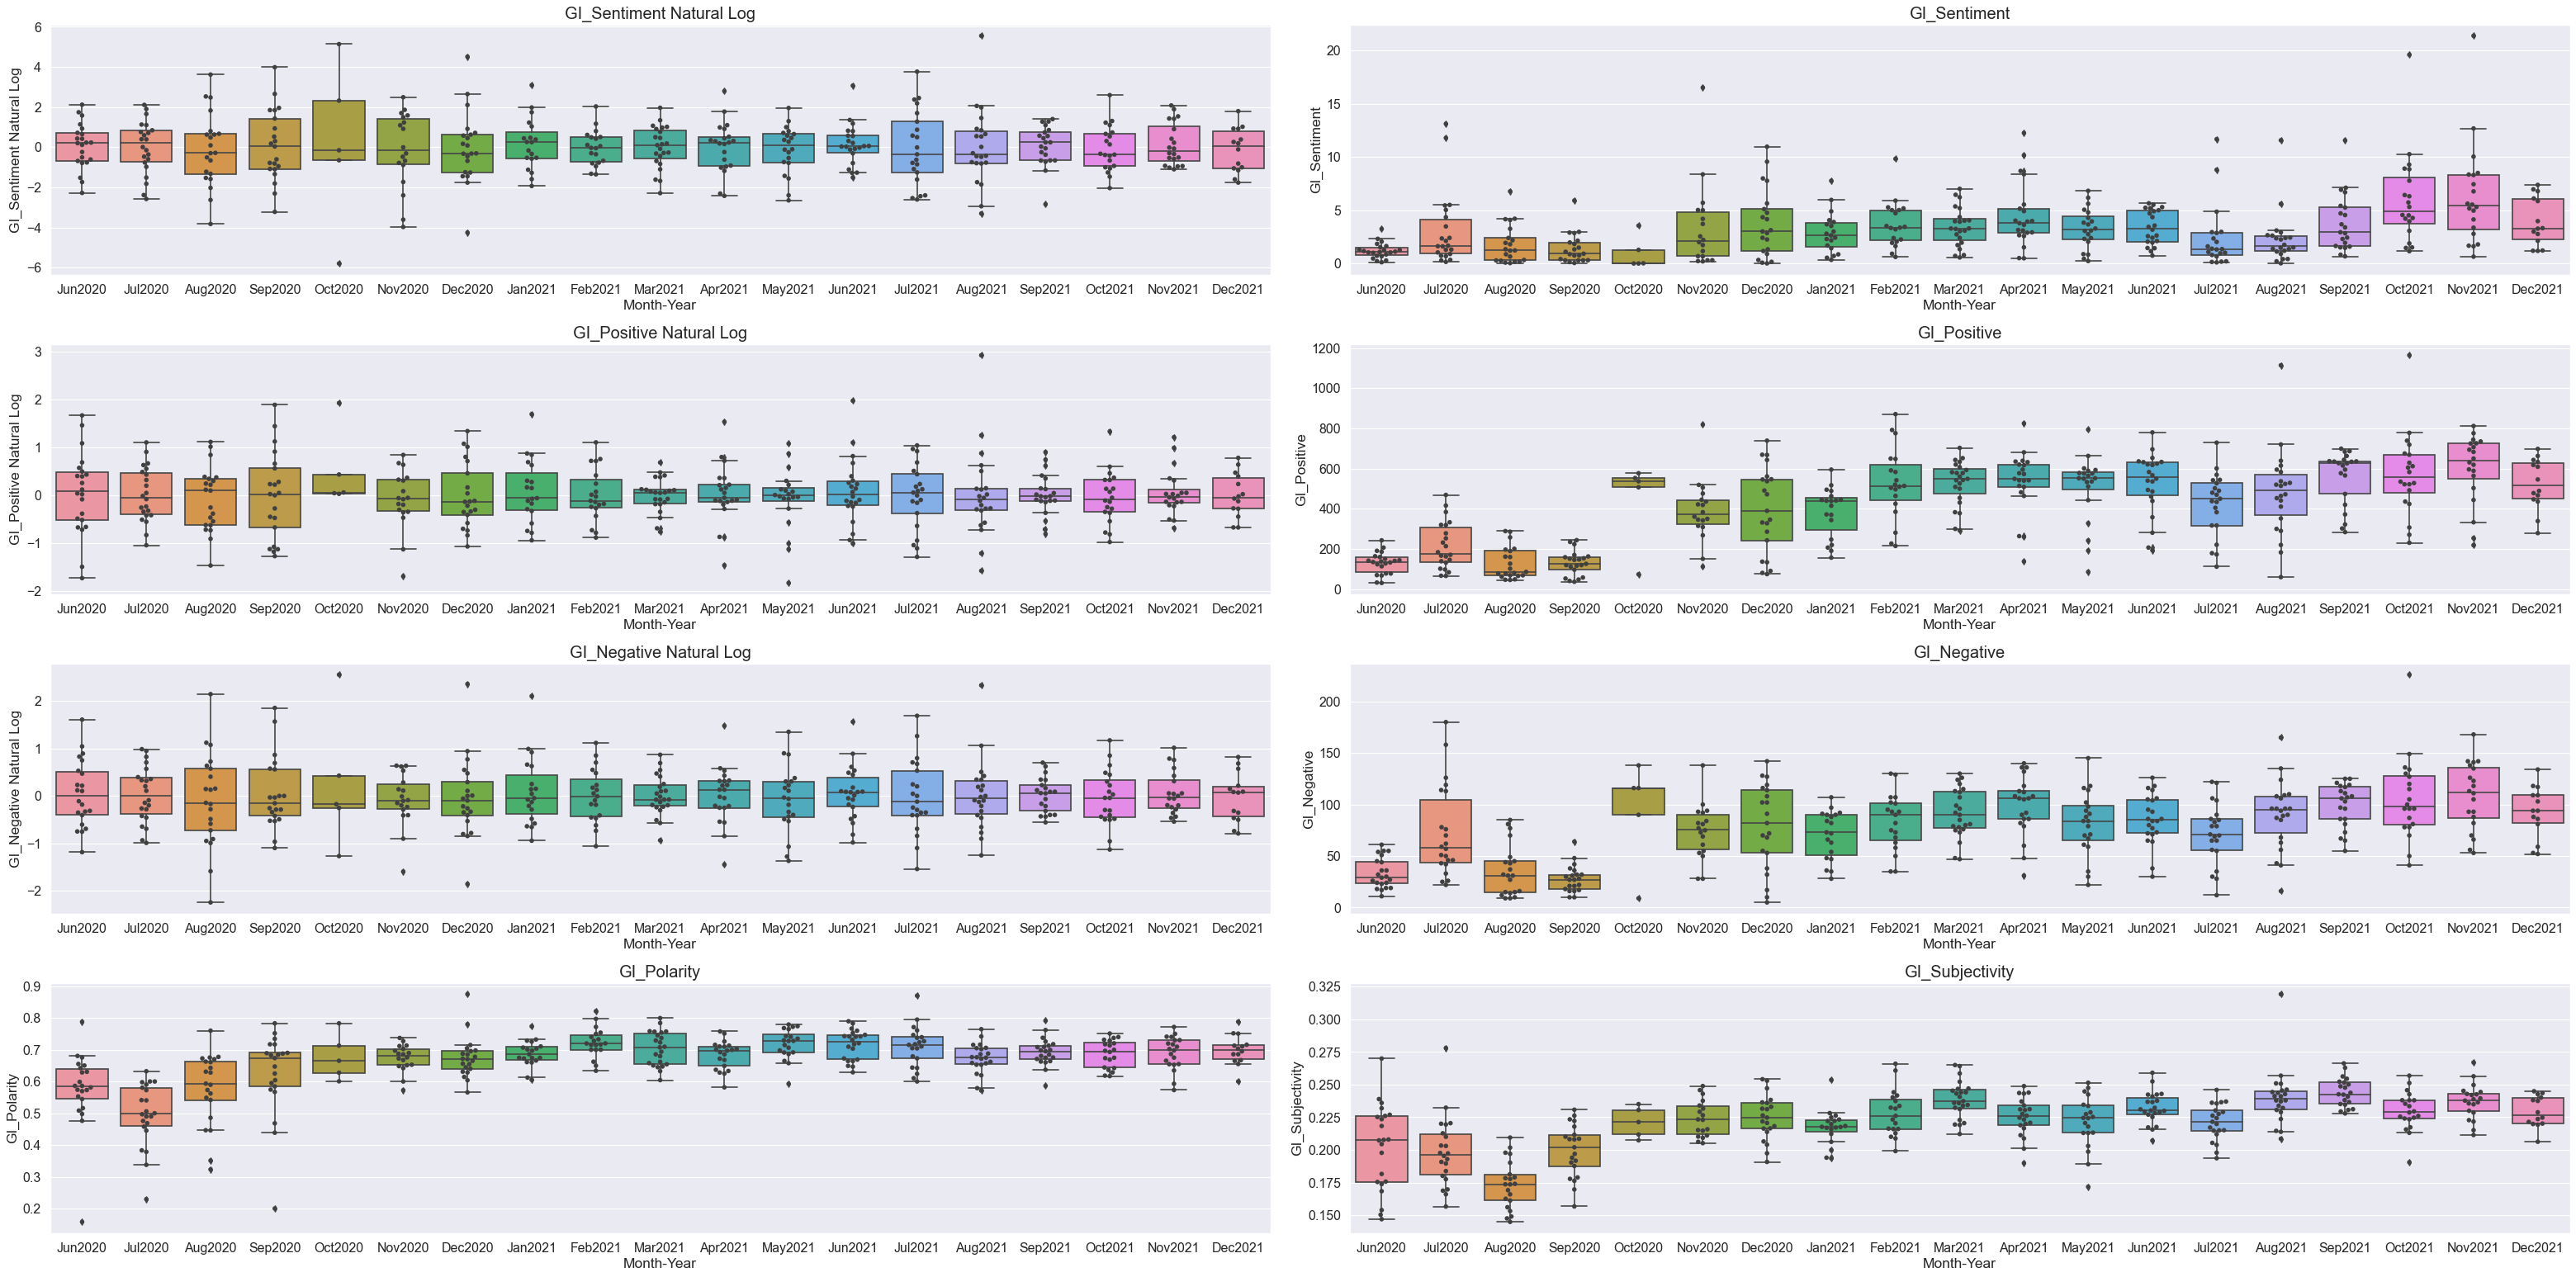 GI_Sentiment Natural Log
GI_Sentiment Natural Log
6
4
2
0
−2
−4
−6
Jun2020 Jul2020 Aug2020 Sep2020 Oct2020 Nov2020 Dec2020 Jan2021 Feb2021 Mar2021 Apr2021 May2021 Jun2021 Jul2021 Aug2021 Sep2021 Oct2021 Nov2021 Dec2021
Month-Year
GI_Sentiment
GI_Sentiment
20
15
10
5
0
Jun2020 Jul2020 Aug2020 Sep2020 Oct2020 Nov2020 Dec2020 Jan2021 Feb2021 Mar2021 Apr2021 May2021 Jun2021 Jul2021 Aug2021 Sep2021 Oct2021 Nov2021 Dec2021
Month-Year
GI_Positive Natural Log
GI_Positive Natural Log
3
2
1
0
−1
−2
Jun2020 Jul2020 Aug2020 Sep2020 Oct2020 Nov2020 Dec2020 Jan2021 Feb2021 Mar2021 Apr2021 May2021 Jun2021 Jul2021 Aug2021 Sep2021 Oct2021 Nov2021 Dec2021
Month-Year
GI_Positive
GI_Positive
1200
1000
800
600
400
200
0
Jun2020 Jul2020 Aug2020 Sep2020 Oct2020 Nov2020 Dec2020 Jan2021 Feb2021 Mar2021 Apr2021 May2021 Jun2021 Jul2021 Aug2021 Sep2021 Oct2021 Nov2021 Dec2021
Month-Year
GI_Negative Natural Log
GI_Negative Natural Log
2
1
0
−1
−2
Jun2020 Jul2020 Aug2020 Sep2020 Oct2020 Nov2020 Dec2020 Jan2021 Feb2021 Mar2021 Apr2021 May2021 Jun2021 Jul2021 Aug2021 Sep2021 Oct2021 Nov2021 Dec2021
Month-Year
GI_Negative
GI_Negative
200
150
100
50
0
Jun2020 Jul2020 Aug2020 Sep2020 Oct2020 Nov2020 Dec2020 Jan2021 Feb2021 Mar2021 Apr2021 May2021 Jun2021 Jul2021 Aug2021 Sep2021 Oct2021 Nov2021 Dec2021
Month-Year
GI_Polarity
GI_Polarity
0.9
0.8
0.7
0.6
0.5
0.4
0.3
0.2
Jun2020 Jul2020 Aug2020 Sep2020 Oct2020 Nov2020 Dec2020 Jan2021 Feb2021 Mar2021 Apr2021 May2021 Jun2021 Jul2021 Aug2021 Sep2021 Oct2021 Nov2021 Dec2021
Month-Year
GI_Subjectivity
GI_Subjectivity
0.325
0.300
0.275
0.250
0.225
0.200
0.175
0.150
Jun2020 Jul2020 Aug2020 Sep2020 Oct2020 Nov2020 Dec2020 Jan2021 Feb2021 Mar2021 Apr2021 May2021 Jun2021 Jul2021 Aug2021 Sep2021 Oct2021 Nov2021 Dec2021
Month-Year